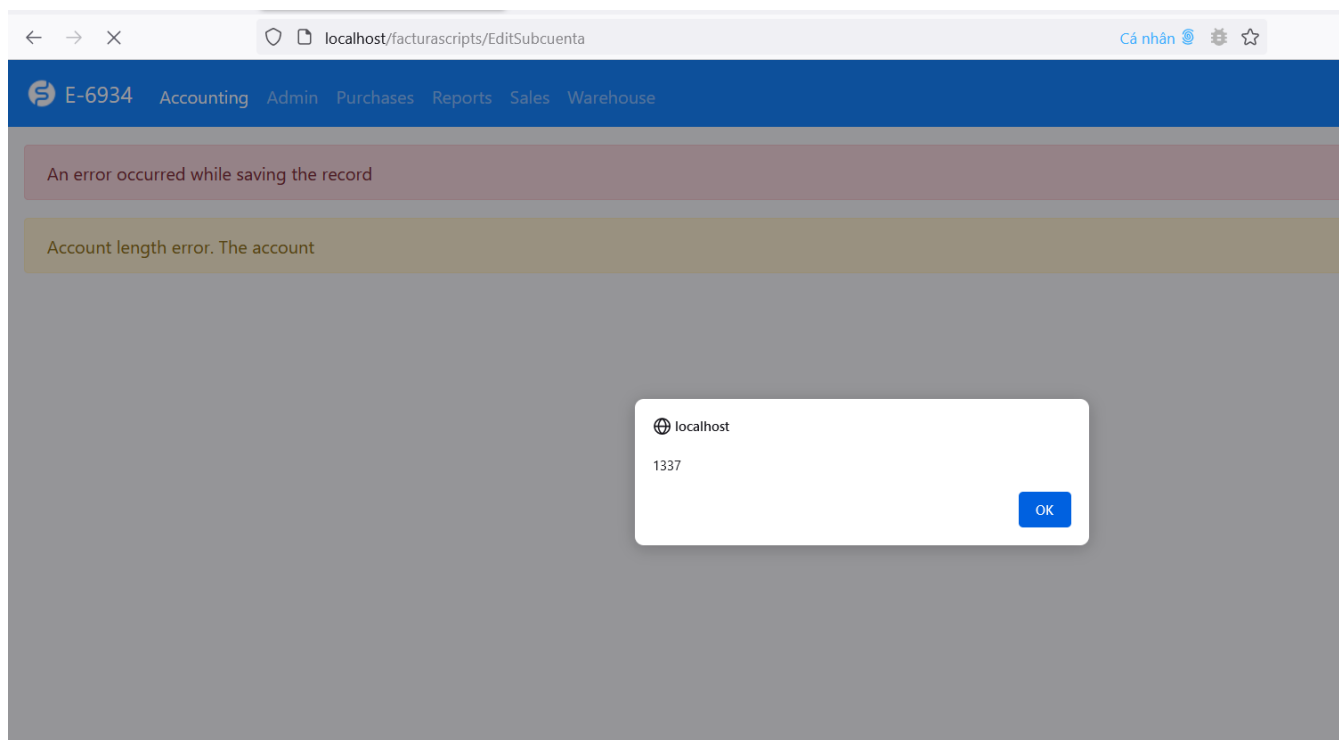 localhost/facturascripts/EditSubcuenta
Cá nhân
E-6934 Accounting Admin Purchases Reports Sales Warehouse
An error occurred while saving the record
Account length error. The account
localhost
1337
OK